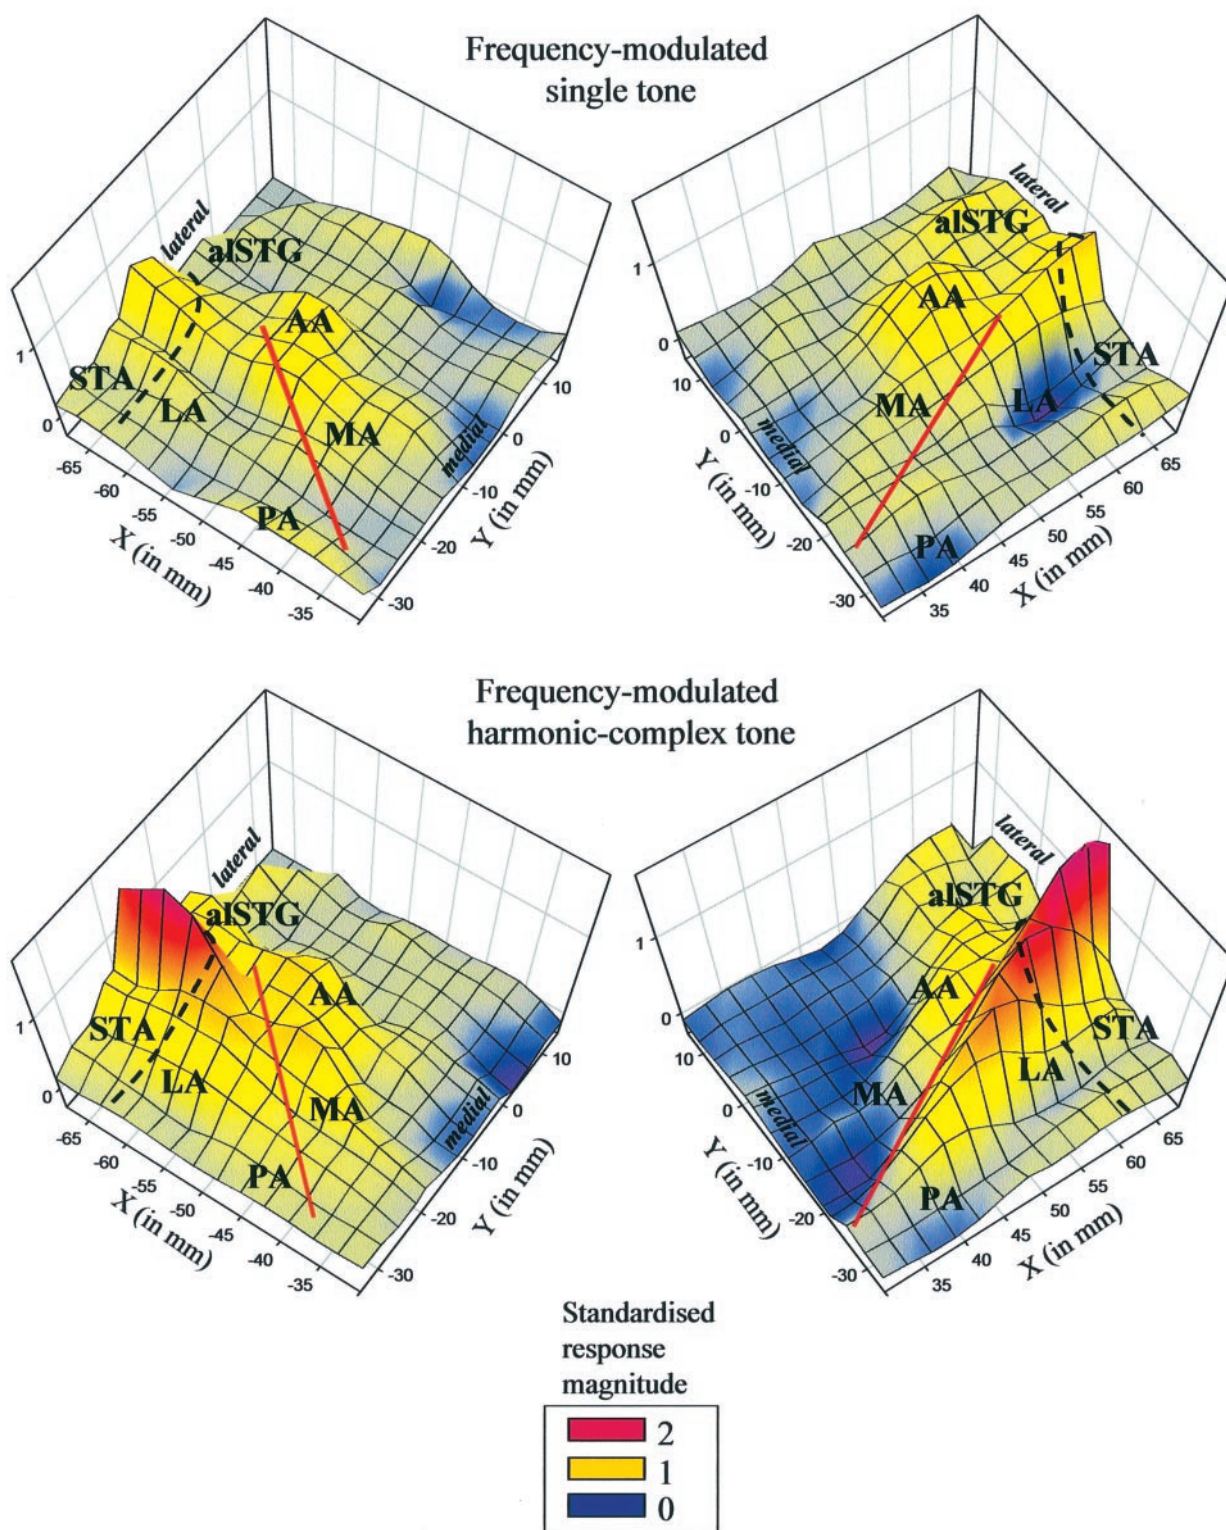 Frequency-modulated
single tone
lateral
alSTG
AA
STA
LA
MA
PA
medial
1
0
-65
-60
-55
-50
-45
-40
-35
X (in mm)
10
0
-10
-20
-30
Y (in mm)
lateral
alSTG
AA
STA
LA
MA
PA
medial
1
0
10
0
-10
-20
-30
Y (in mm)
35
40
45
50
55
60
65
X (in mm)
Frequency-modulated
harmonic-complex tone
lateral
alSTG
AA
STA
LA
MA
PA
medial
1
0
-65
-60
-55
-50
-45
-40
-35
X (in mm)
10
0
-10
-20
-30
Y (in mm)
lateral
alSTG
AA
STA
LA
MA
PA
medial
1
0
10
0
-10
-20
-30
Y (in mm)
35
40
45
50
55
60
65
X (in mm)
Standardised
response
magnitude
2
1
0